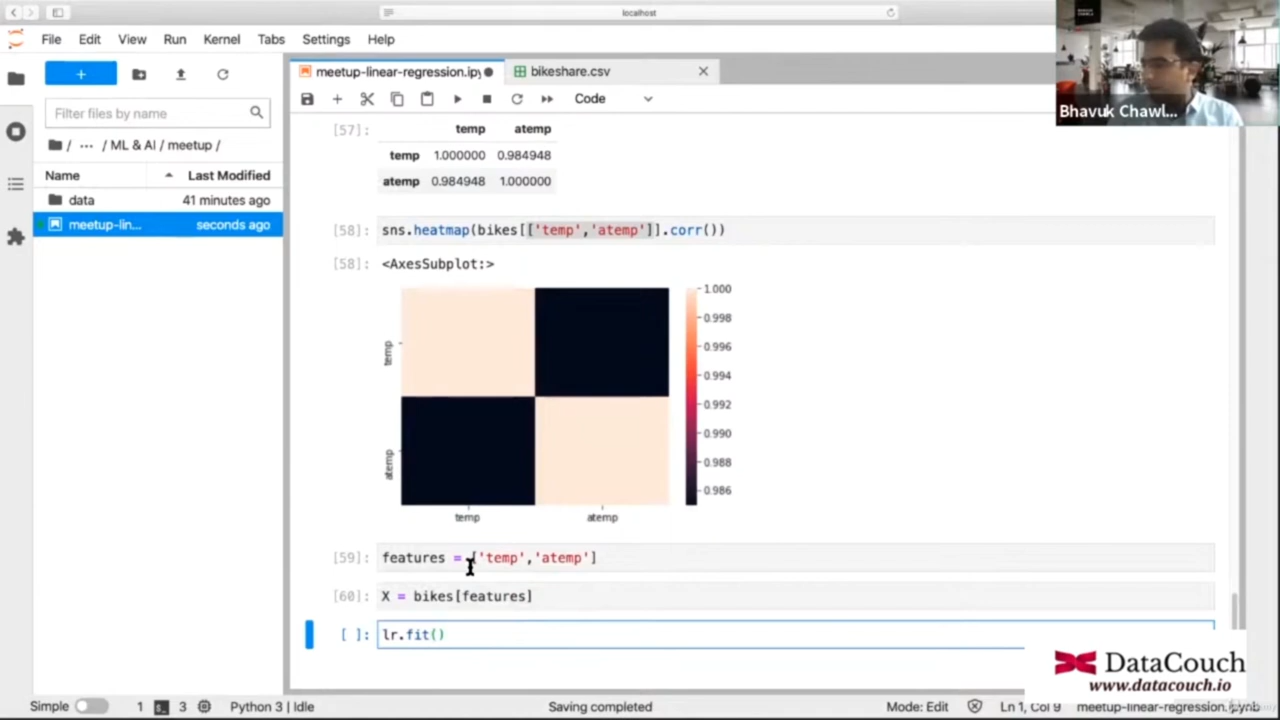 localhost
File Edit View Run Kernel Tabs Settings Help
meetup-linear-regression.ipy
bikeshare.csv
Code
Filter files by name
/ ... / ML & AI / meetup /
Name Last Modified
data 41 minutes ago
meetup-lin... seconds ago
Bhavuk Chawl...
[57]:
temp atemp
temp 1.000000 0.984948
atemp 0.984948 1.000000
[58]: sns.heatmap(bikes[['temp','atemp']].corr())
[58]: <AxesSubplot:>
temp
atemp
temp atemp
1.000
0.998
0.996
0.994
0.992
0.990
0.988
0.986
[59]: features = ['temp','atemp']
[60]: X = bikes[features]
[ ]: lr.fit()
DataCouch
www.datacouch.io
Simple 1 3 Python 3 | Idle Saving completed Mode: Edit Ln 1, Col 9 meetup-linear-regression.ipynb